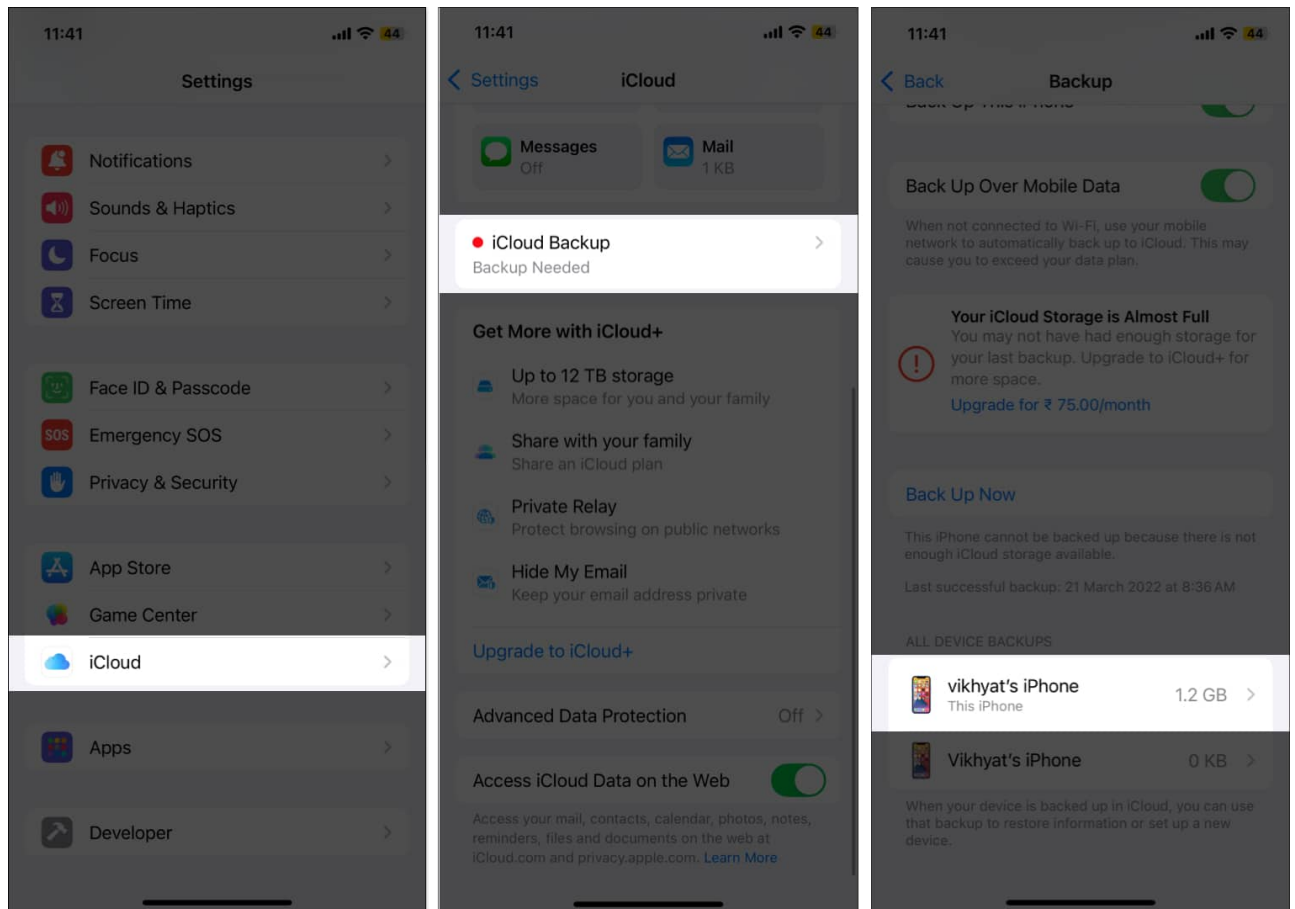 11:41
44
Settings
Notifications
Sounds & Haptics
Focus
Screen Time
Face ID & Passcode
SOS
Emergency SOS
Privacy & Security
App Store
Game Center
iCloud
Apps
Developer
11:41
44
Settings
iCloud
Messages
Off
Mail
1 KB
iCloud Backup
Backup Needed
Get More with iCloud+
Up to 12 TB storage
More space for you and your family
Share with your family
Share an iCloud plan
Private Relay
Protect browsing on public networks
Hide My Email
Keep your email address private
Upgrade to iCloud+
Advanced Data Protection
Off
Access iCloud Data on the Web
Access your mail, contacts, calendar, photos, notes,
reminders, files and documents on the web at
iCloud.com and privacy.apple.com. Learn More
11:41
44
Back
Backup
Back Up This iPhone
Back Up Over Mobile Data
When not connected to Wi-Fi, use your mobile
network to automatically back up to iCloud. This may
cause you to exceed your data plan.
Your iCloud Storage is Almost Full
You may not have had enough storage for
your last backup. Upgrade to iCloud+ for
more space.
Upgrade for ₹ 75.00/month
Back Up Now
This iPhone cannot be backed up because there is not
enough iCloud storage available.
Last successful backup: 21 March 2022 at 8:36 AM
ALL DEVICE BACKUPS
vikhyat's iPhone
This iPhone
1.2 GB
Vikhyat's iPhone
0 KB
When your device is backed up in iCloud, you can use
that backup to restore information or set up a new
device.